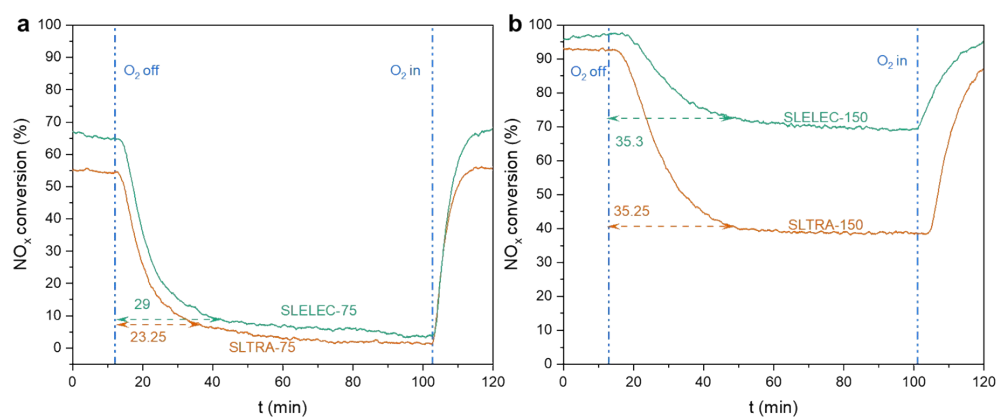 a
NOx conversion (%)
100
90
80
70
60
50
40
30
20
10
0
O2 off
O2 in
29
23.25
SLELEC-75
SLTRA-75
0 20 40 60 80 100 120
t (min)
b
NOx conversion (%)
100
90
80
70
60
50
40
30
20
10
0
O2 off
O2 in
35.3
SLELEC-150
35.25
SLTRA-150
0 20 40 60 80 100 120
t (min)